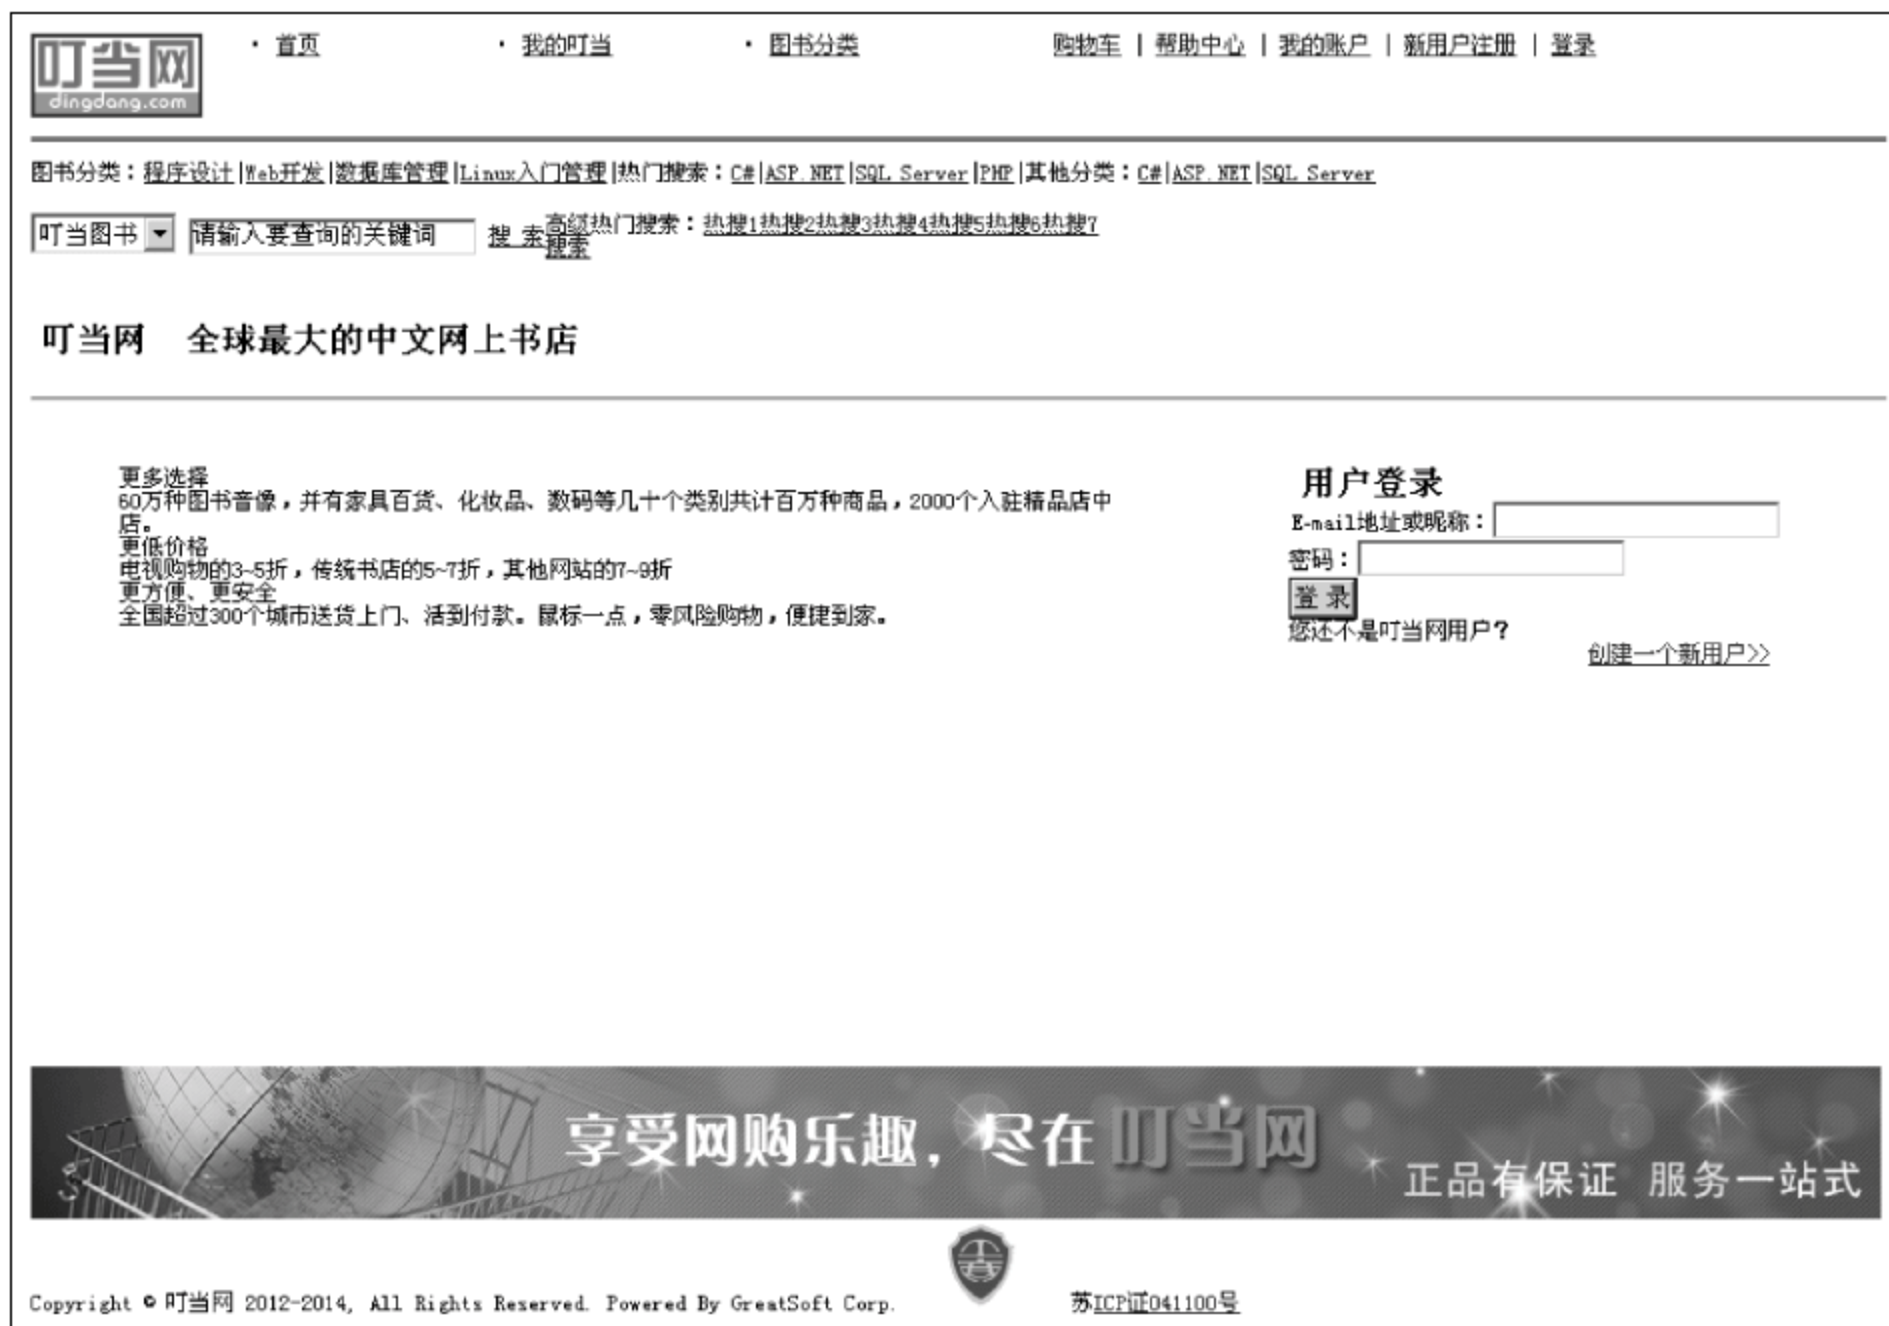 叮当网
dingdang.com
· 首页 · 我的叮当 · 图书分类 购物车 | 帮助中心 | 我的账户 | 新用户注册 | 登录
图书分类：程序设计|Web开发|数据库管理|Linux入门管理|热门搜索：C#|ASP.NET|SQL Server|PHP|其他分类：C#|ASP.NET|SQL Server
叮当图书 请输入要查询的关键词 搜 索 高级搜索 热门搜索：热搜1热搜2热搜3热搜4热搜5热搜6热搜7
叮当网 全球最大的中文网上书店
更多选择
60万种图书音像，并有家具百货、化妆品、数码等几十个类别共计百万种商品，2000个入驻精品店中
店。
更低价格
电视购物的3~5折，传统书店的5~7折，其他网站的7~9折
更方便、更安全
全国超过300个城市送货上门、活到付款。鼠标一点，零风险购物，便捷到家。
用户登录
E-mail地址或昵称：
密码：
登 录
您还不是叮当网用户？
创建一个新用户>>
享受网购乐趣，尽在叮当网
正品有保证 服务一站式
Copyright © 叮当网 2012-2014, All Rights Reserved. Powered By GreatSoft Corp. 苏ICP证041100号